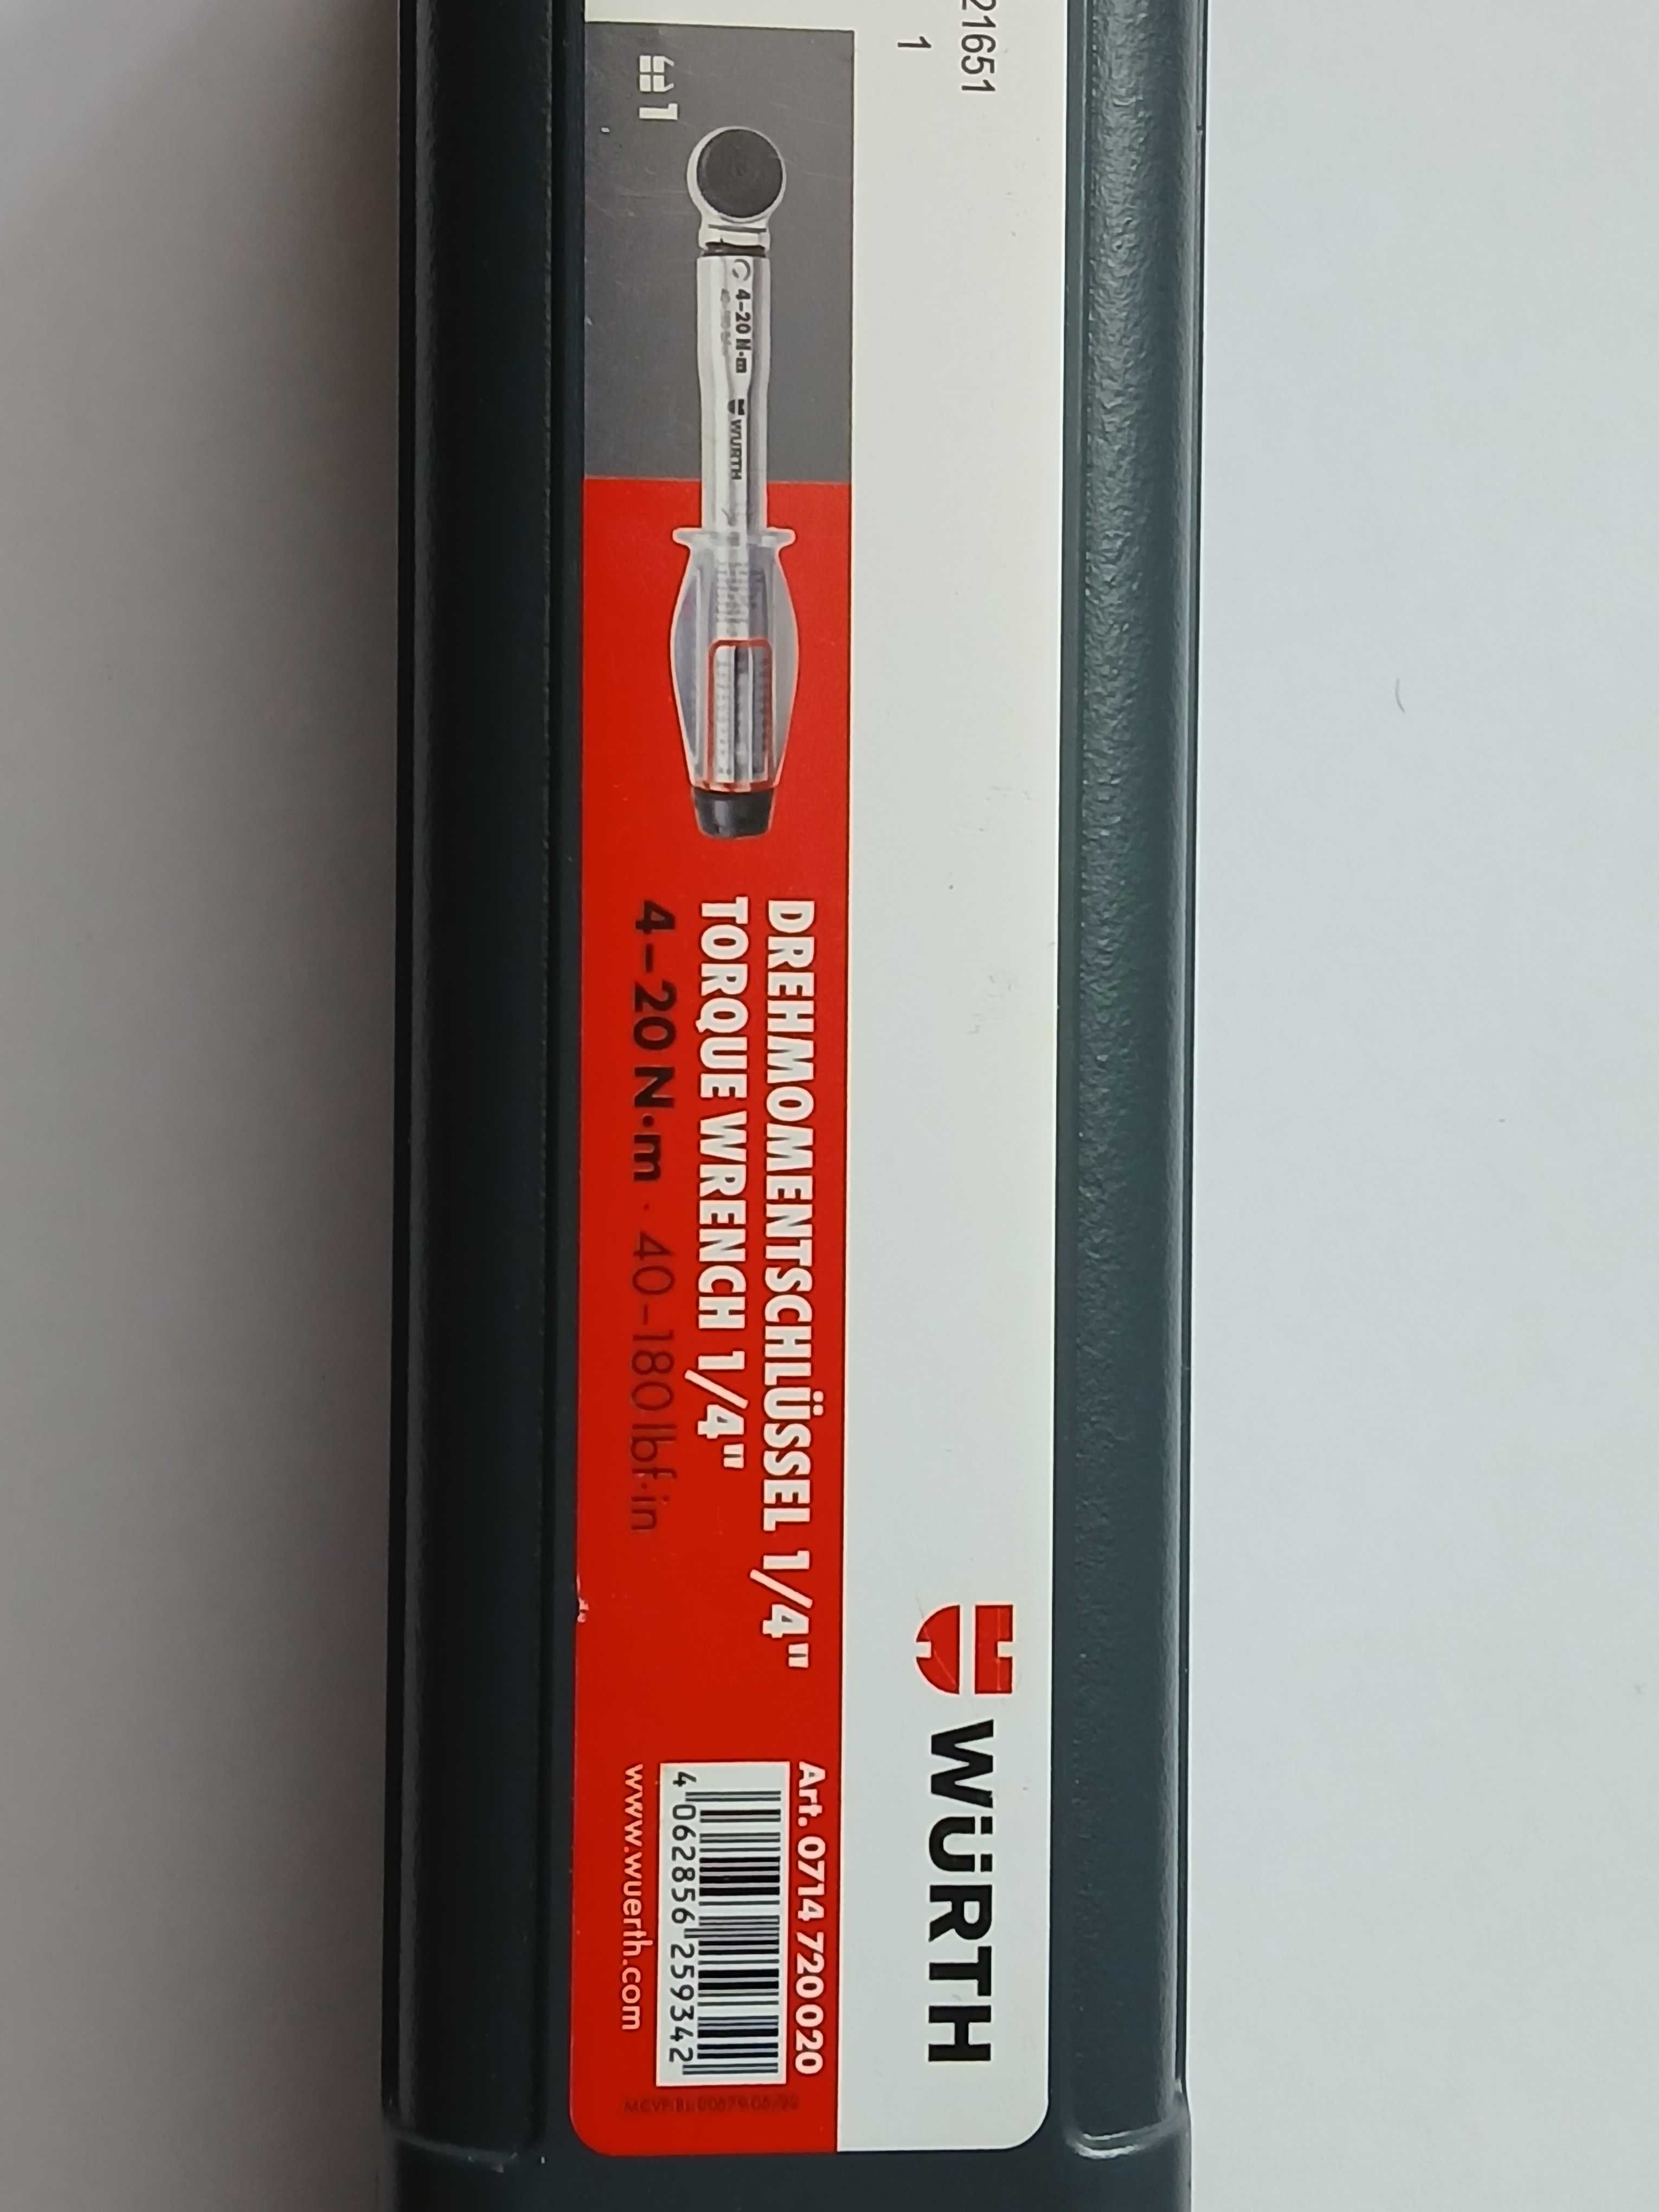 21651
1
WÜRTH
1
4–20 N·m
WÜRTH
DREHMOMENTSCHLÜSSEL 1/4"
TORQUE WRENCH 1/4"
4–20 N·m · 40–180 lbf·in
Art. 0714 720 020
4 062856 259342
www.wuerth.com